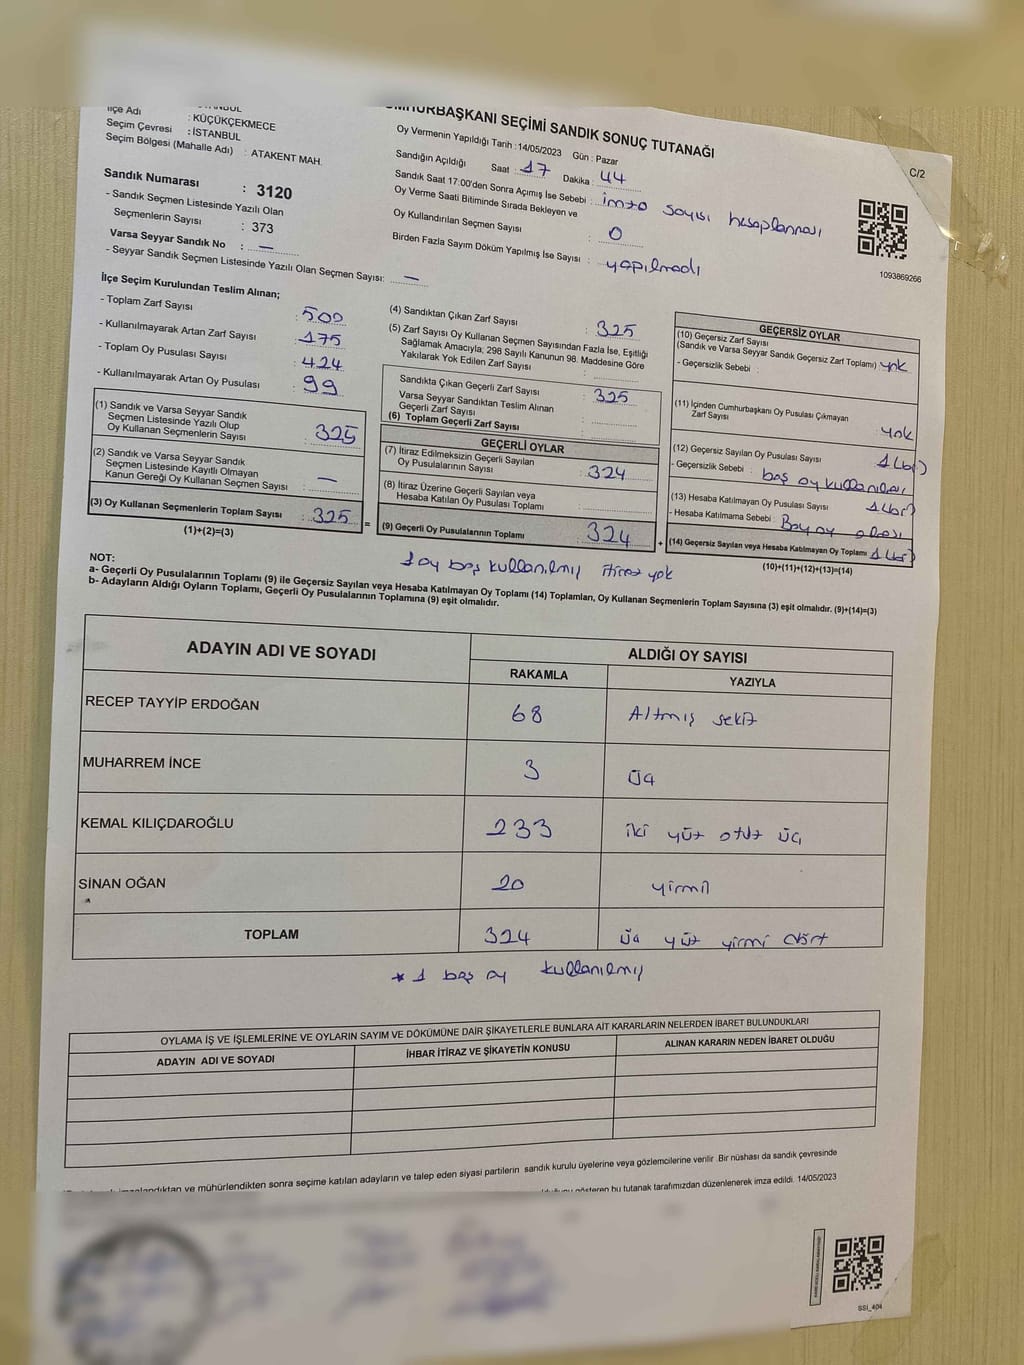 CUMHURBAŞKANI SEÇİMİ SANDIK SONUÇ TUTANAĞI
C/2
İlçe Adı : KÜÇÜKÇEKMECE
Seçim Çevresi : İSTANBUL
Seçim Bölgesi (Mahalle Adı) : ATAKENT MAH.
Sandık Numarası : 3120
- Sandık Seçmen Listesinde Yazılı Olan
Seçmenlerin Sayısı : 373
Varsa Seyyar Sandık No : —
- Seyyar Sandık Seçmen Listesinde Yazılı Olan Seçmen Sayısı: —
Oy Vermenin Yapıldığı Tarih : 14/05/2023 Gün : Pazar
Sandığın Açıldığı Saat : 17 Dakika : 44
Sandık Saat 17:00'den Sonra Açımış İse Sebebi : imza sayısı hesaplanması
Oy Verme Saati Bitiminde Sırada Bekleyen ve
Oy Kullandırılan Seçmen Sayısı : 0
Birden Fazla Sayım Döküm Yapılmış İse Sayısı : yapılmadı
1093869266
İlçe Seçim Kurulundan Teslim Alınan;
- Toplam Zarf Sayısı : 500
- Kullanılmayarak Artan Zarf Sayısı : 175
- Toplam Oy Pusulası Sayısı : 424
- Kullanılmayarak Artan Oy Pusulası : 99
(1) Sandık ve Varsa Seyyar Sandık
Seçmen Listesinde Yazılı Olup
Oy Kullanan Seçmenlerin Sayısı : 325
(2) Sandık ve Varsa Seyyar Sandık
Seçmen Listesinde Kayıtlı Olmayan
Kanun Gereği Oy Kullanan Seçmen Sayısı : —
(3) Oy Kullanan Seçmenlerin Toplam Sayısı : 325 =
(1)+(2)=(3)
(4) Sandıktan Çıkan Zarf Sayısı : 325
(5) Zarf Sayısı Oy Kullanan Seçmen Sayısından Fazla İse, Eşitliği
Sağlamak Amacıyla; 298 Sayılı Kanunun 98. Maddesine Göre
Yakılarak Yok Edilen Zarf Sayısı :
Sandıkta Çıkan Geçerli Zarf Sayısı : 325
Varsa Seyyar Sandıktan Teslim Alınan
Geçerli Zarf Sayısı :
(6) Toplam Geçerli Zarf Sayısı :
GEÇERLİ OYLAR
(7) İtiraz Edilmeksizin Geçerli Sayılan
Oy Pusulalarının Sayısı : 324
(8) İtiraz Üzerine Geçerli Sayılan veya
Hesaba Katılan Oy Pusulası Toplamı :
(9) Geçerli Oy Pusulalarının Toplamı : 324 +
GEÇERSİZ OYLAR
(10) Geçersiz Zarf Sayısı
(Sandık ve Varsa Seyyar Sandık Geçersiz Zarf Toplamı) : yok
- Geçersizlik Sebebi :
(11) İçinden Cumhurbaşkanı Oy Pusulası Çıkmayan
Zarf Sayısı : yok
(12) Geçersiz Sayılan Oy Pusulası Sayısı : 1 (bir)
- Geçersizlik Sebebi : boş oy kullanılması
(13) Hesaba Katılmayan Oy Pusulası Sayısı : 1 (bir)
- Hesaba Katılmama Sebebi : Boş oy olması
(14) Geçersiz Sayılan veya Hesaba Katılmayan Oy Toplamı : 1 (bir)
(10)+(11)+(12)+(13)=(14)
1 oy boş kullanılmış itiraz yok
NOT:
a- Geçerli Oy Pusulalarının Toplamı (9) ile Geçersiz Sayılan veya Hesaba Katılmayan Oy Toplamı (14) Toplamları, Oy Kullanan Seçmenlerin Toplam Sayısına (3) eşit olmalıdır. (9)+(14)=(3)
b- Adayların Aldığı Oyların Toplamı, Geçerli Oy Pusulalarının Toplamına (9) eşit olmalıdır.
ADAYIN ADI VE SOYADI
ALDIĞI OY SAYISI
RAKAMLA YAZIYLA
RECEP TAYYİP ERDOĞAN 68 Altmış sekiz
MUHARREM İNCE 3 üç
KEMAL KILIÇDAROĞLU 233 iki yüz otuz üç
SİNAN OĞAN 20 yirmi
TOPLAM 324 üç yüz yirmi dört
* 1 boş oy kullanılmış
OYLAMA İŞ VE İŞLEMLERİNE VE OYLARIN SAYIM VE DÖKÜMÜNE DAİR ŞİKAYETLERLE BUNLARA AİT KARARLARIN NELERDEN İBARET BULUNDUKLARI
ADAYIN ADI VE SOYADI İHBAR İTİRAZ VE ŞİKAYETİN KONUSU ALINAN KARARIN NEDEN İBARET OLDUĞU
imzalandıktan ve mühürlendikten sonra seçime katılan adayların ve talep eden siyasi partilerin sandık kurulu üyelerine veya gözlemcilerine verilir. Bir nüshası da sandık çevresinde
gösteren bu tutanak tarafımızdan düzenlenerek imza edildi. 14/05/2023
SSI_404